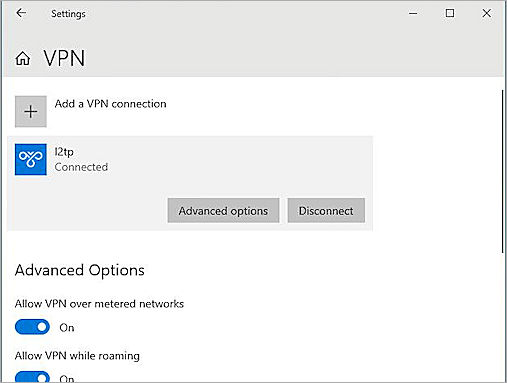 Settings
VPN
Add a VPN connection
l2tp
Connected
Advanced options Disconnect
Advanced Options
Allow VPN over metered networks
On
Allow VPN while roaming
On